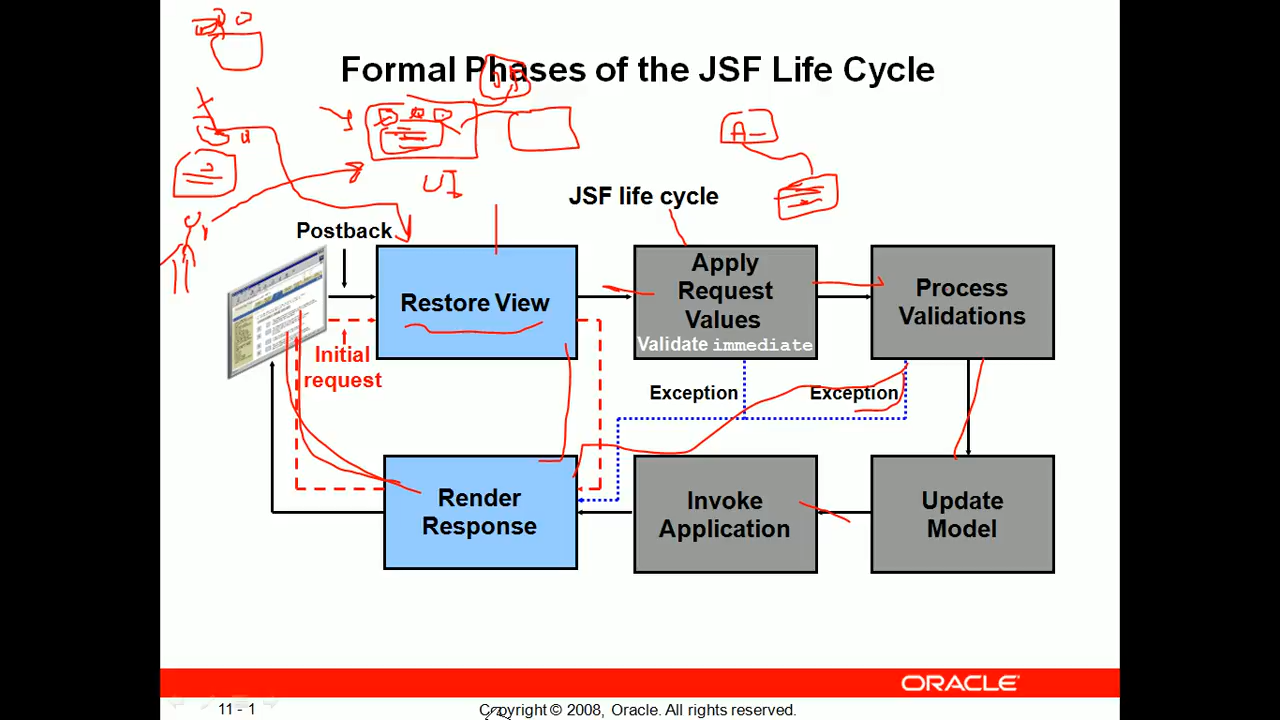 Formal Phases of the JSF Life Cycle
A
UI
JSF life cycle
Postback
Restore View
Apply
Request
Values
Validate immediate
Process
Validations
Initial
request
Exception
Exception
Render
Response
Invoke
Application
Update
Model
ORACLE
11 - 1
Copyright © 2008, Oracle. All rights reserved.